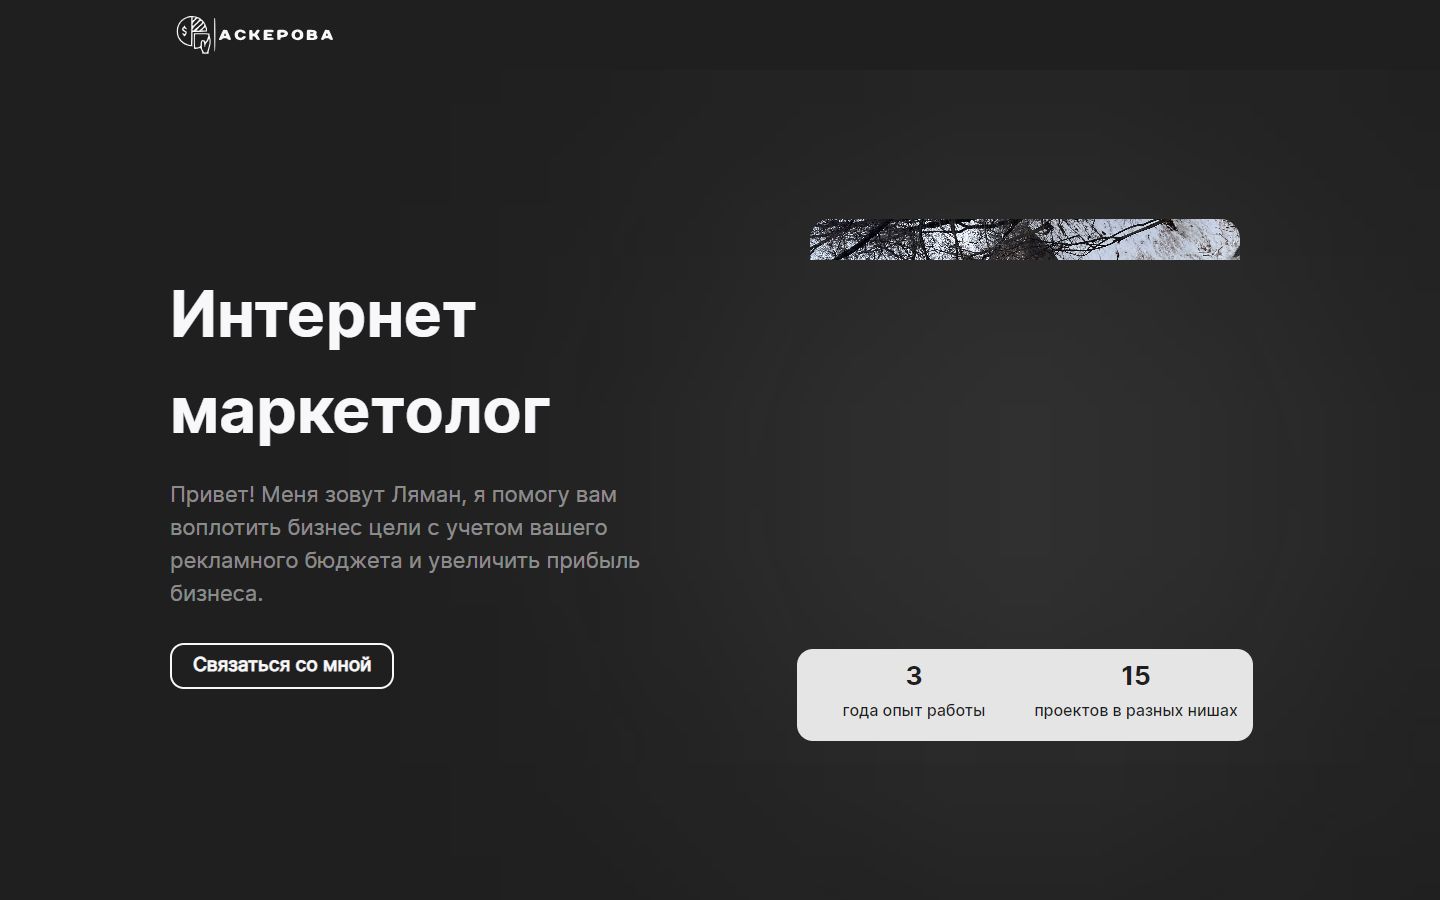 $
АСКЕРОВА
Интернет
маркетолог
Привет! Меня зовут Ляман, я помогу вам
воплотить бизнес цели с учетом вашего
рекламного бюджета и увеличить прибыль
бизнеса.
Связаться со мной
3
года опыт работы
15
проектов в разных нишах